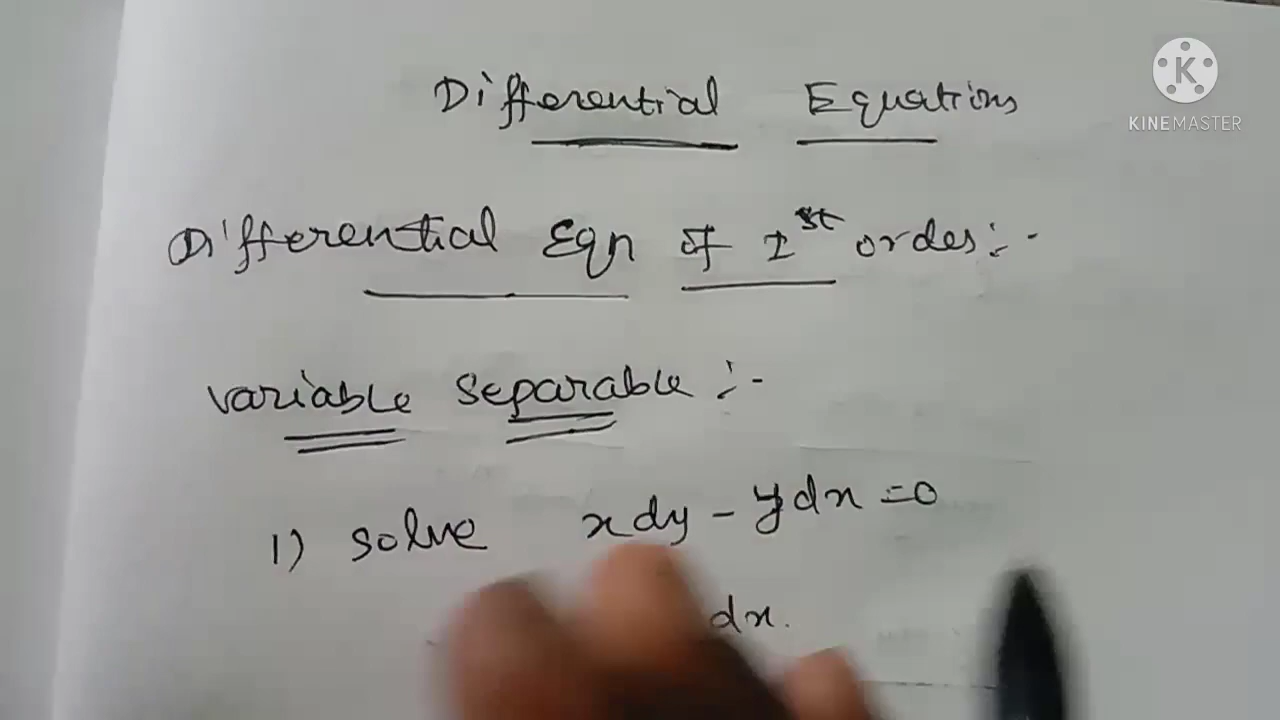 Differential Equations
K
KINEMASTER
Differential Eqn of 1st order:-
variable separable:-
1) solve xdy - ydx = 0
dx.